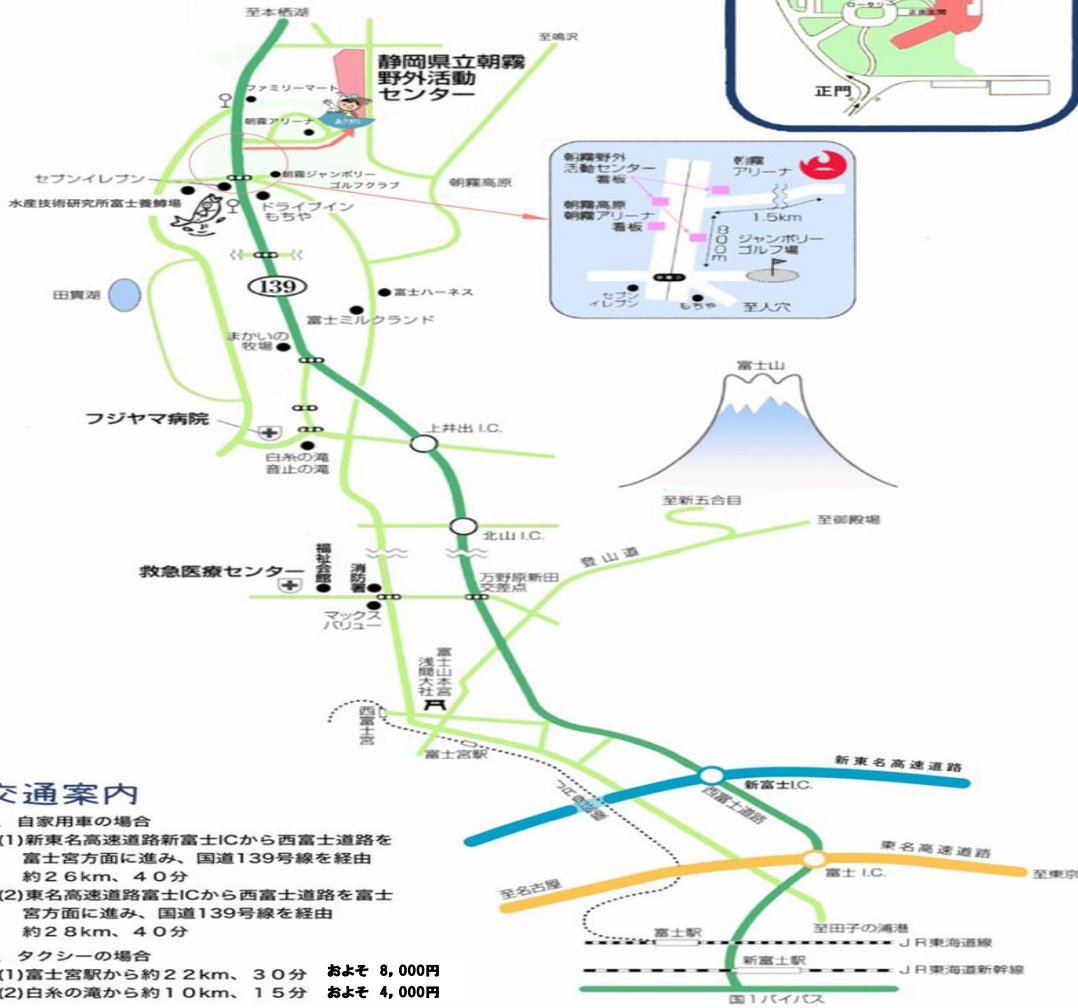 至本栖湖
至鳴沢
静岡県立朝霧
野外活動
センター
ファミリーマート
朝霧アリーナ
あさぎり
ロータリー
正面玄関
正門
セブンイレブン
朝霧ジャンボリー
ゴルフクラブ
朝霧高原
水産技術研究所富士養鱒場
ドライブイン
もちや
朝霧野外
活動センター
看板
朝霧
アリーナ
朝霧高原
朝霧アリーナ
看板
1.5km
800m
ジャンボリー
ゴルフ場
セブン
イレブン
もちや
至人穴
139
田貫湖
富士ハーネス
富士ミルクランド
まかいの
牧場
富士山
フジヤマ病院
上井出 I.C.
白糸の滝
音止の滝
至新五合目
至御殿場
北山 I.C.
登山道
福祉会館
消防署
救急医療センター
万野原新田
交差点
マックス
バリュー
富士山本宮
浅間大社
西富士宮
富士宮駅
新東名高速道路
新富士I.C.
西富士道路
東名高速道路
富士 I.C.
至東京
至名古屋
至田子の浦港
富士駅
JR東海道線
新富士駅
JR東海道新幹線
国1バイパス
交通案内
自家用車の場合
(1)新東名高速道路新富士ICから西富士道路を
富士宮方面に進み、国道139号線を経由
約26km、40分
(2)東名高速道路富士ICから西富士道路を富士
宮方面に進み、国道139号線を経由
約28km、40分
タクシーの場合
(1)富士宮駅から約22km、30分 およそ 8,000円
(2)白糸の滝から約10km、15分 およそ 4,000円